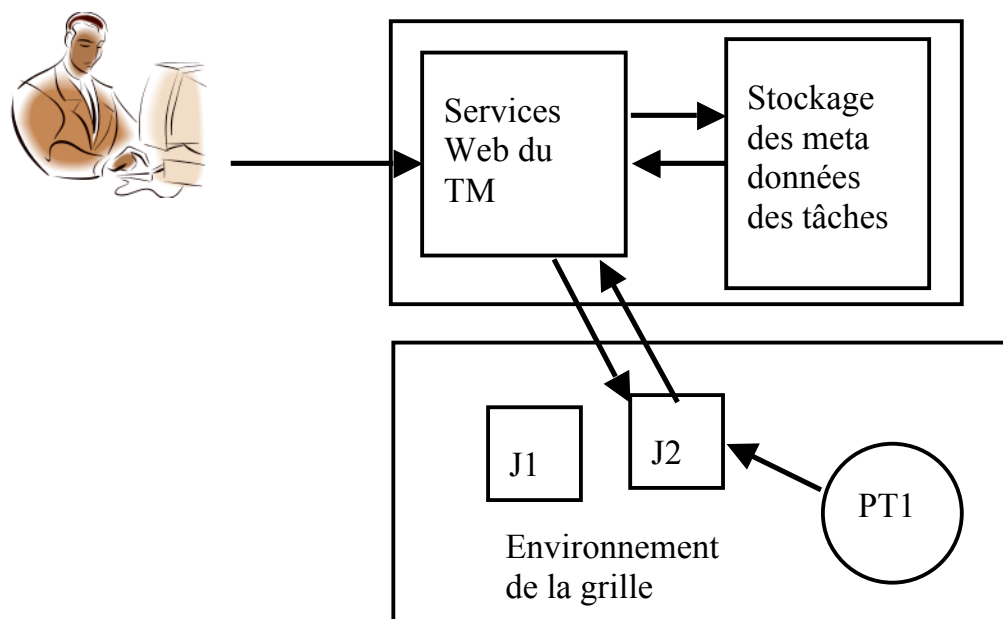 Services
Web du
TM
Stockage
des meta
données
des tâches
J1
J2
PT1
Environnement
de la grille